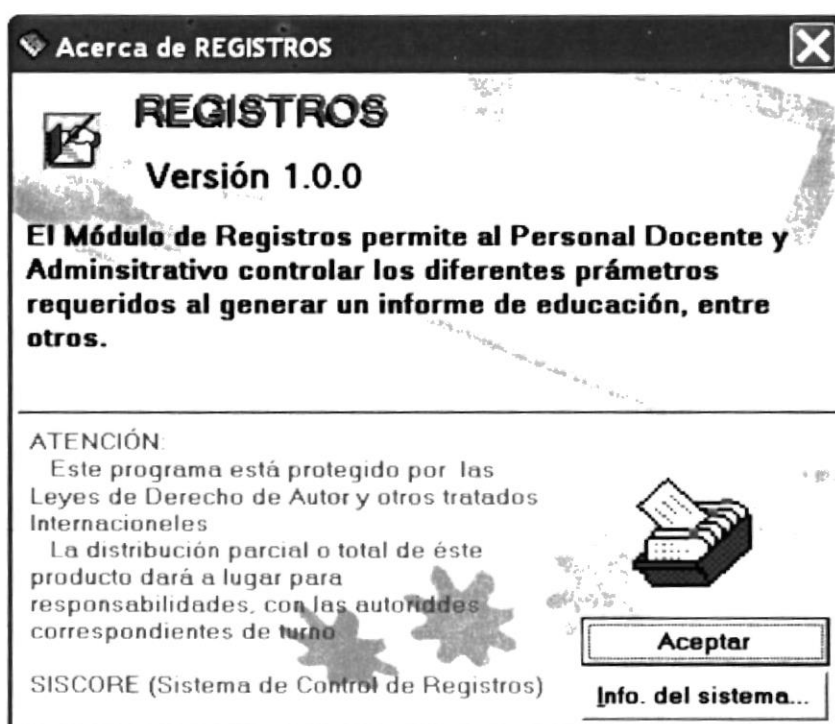 Acerca de REGISTROS
REGISTROS
Versión 1.0.0
El Módulo de Registros permite al Personal Docente y
Adminsitrativo controlar los diferentes prámetros
requeridos al generar un informe de educación, entre
otros.
ATENCIÓN:
Este programa está protegido por las
Leyes de Derecho de Autor y otros tratados
Internacioneles
La distribución parcial o total de éste
producto dará a lugar para
responsabilidades, con las autoriddes
correspondientes de turno
SISCORE (Sistema de Control de Registros)
Aceptar
Info. del sistema...